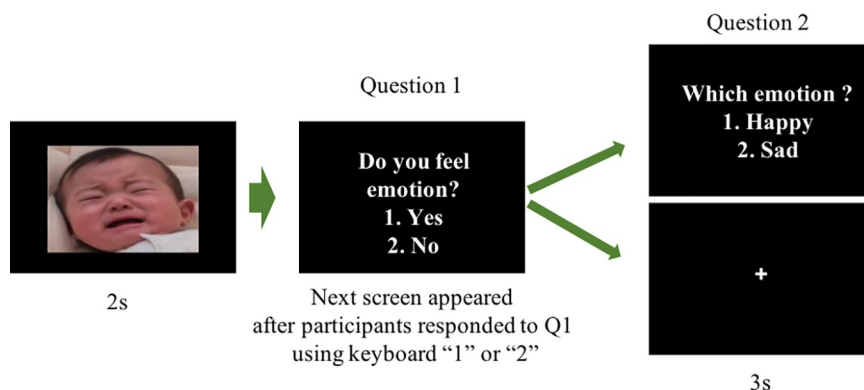 2s
Question 1
Do you feel
emotion?
1. Yes
2. No
Next screen appeared
after participants responded to Q1
using keyboard “1” or “2”
Question 2
Which emotion ?
1. Happy
2. Sad
+
3s